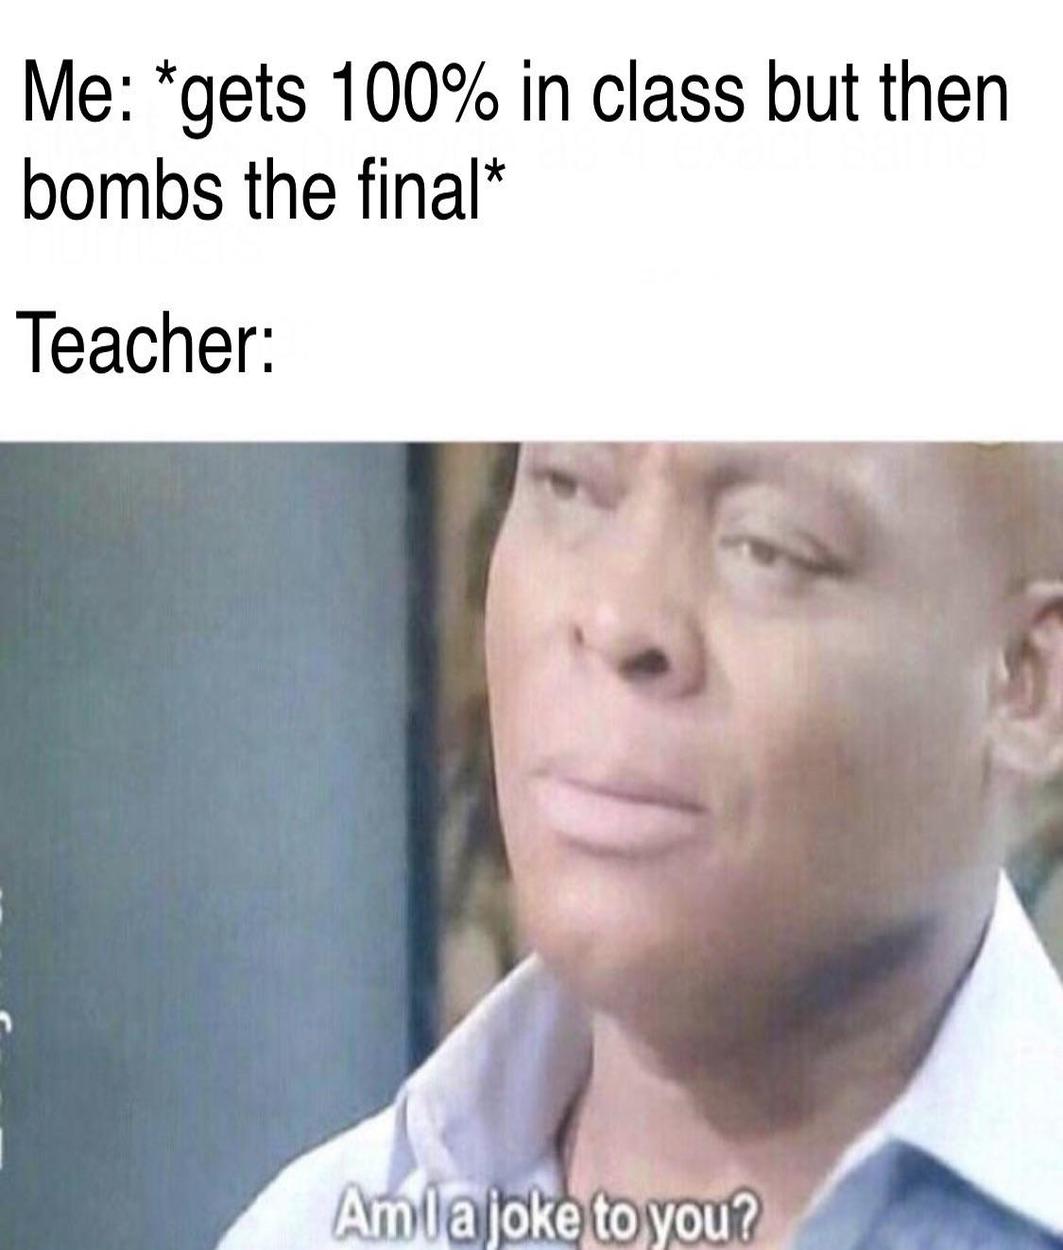 Me: *gets 100% in class but then
bombs the final*
Teacher:
Am I a joke to you?